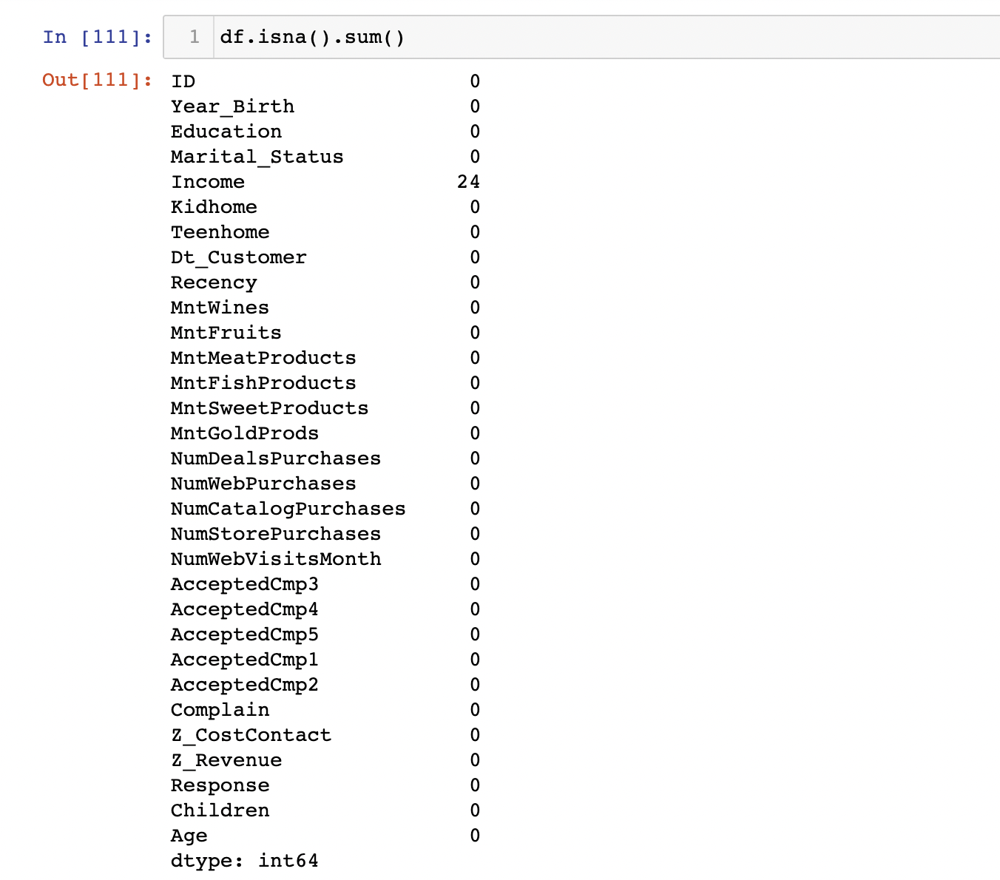 In [111]: 1 df.isna().sum()
Out[111]: ID 0
Year_Birth 0
Education 0
Marital_Status 0
Income 24
Kidhome 0
Teenhome 0
Dt_Customer 0
Recency 0
MntWines 0
MntFruits 0
MntMeatProducts 0
MntFishProducts 0
MntSweetProducts 0
MntGoldProds 0
NumDealsPurchases 0
NumWebPurchases 0
NumCatalogPurchases 0
NumStorePurchases 0
NumWebVisitsMonth 0
AcceptedCmp3 0
AcceptedCmp4 0
AcceptedCmp5 0
AcceptedCmp1 0
AcceptedCmp2 0
Complain 0
Z_CostContact 0
Z_Revenue 0
Response 0
Children 0
Age 0
dtype: int64